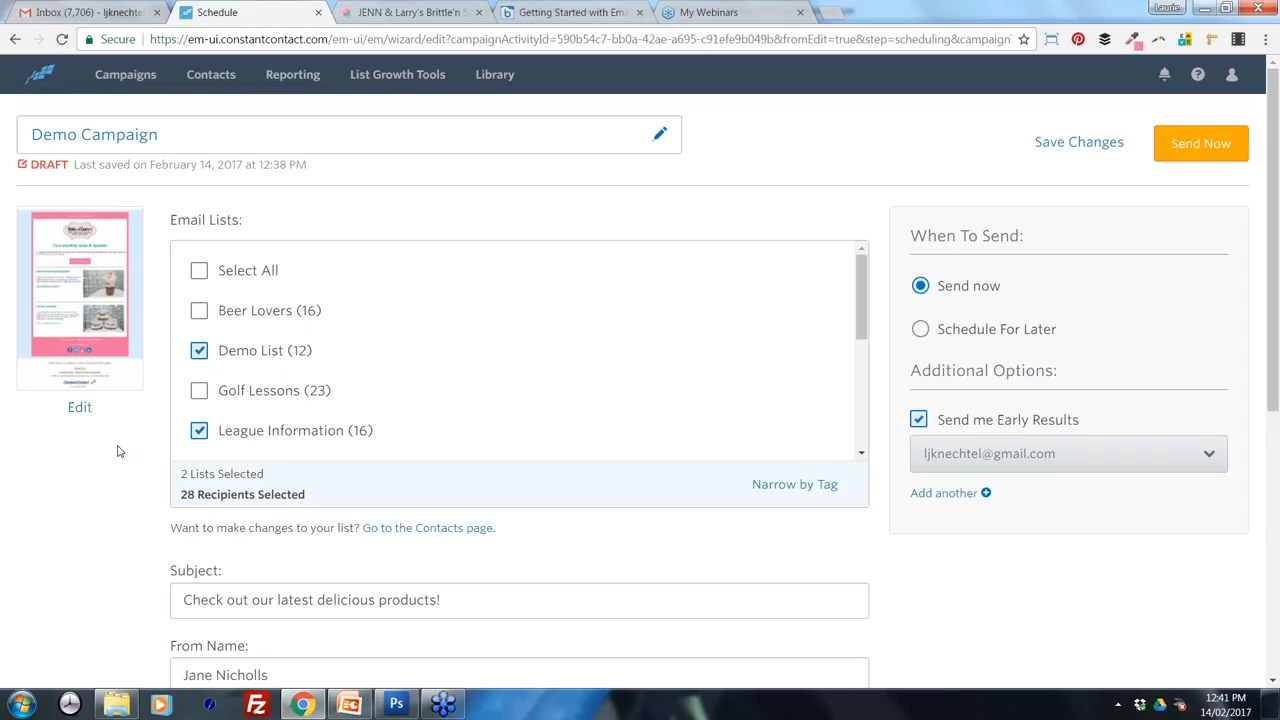 Inbox (7,706) - ljknechtel
Schedule
JENN & Larry's Brittle'n S
Getting Started with Ema
My Webinars
Laurie
Secure
https://em-ui.constantcontact.com/em-ui/em/wizard/edit?campaignActivityId=590b54c7-bb0a-42ae-a695-c91efe9b049b&fromEdit=true&step=scheduling&campaign
Campaigns
Contacts
Reporting
List Growth Tools
Library
Demo Campaign
Save Changes
Send Now
DRAFT Last saved on February 14, 2017 at 12:38 PM
Edit
Email Lists:
Select All
Beer Lovers (16)
Demo List (12)
Golf Lessons (23)
League Information (16)
2 Lists Selected
28 Recipients Selected
Narrow by Tag
Want to make changes to your list? Go to the Contacts page.
Subject:
Check out our latest delicious products!
From Name:
Jane Nicholls
When To Send:
Send now
Schedule For Later
Additional Options:
Send me Early Results
ljknechtel@gmail.com
Add another
12:41 PM
14/02/2017